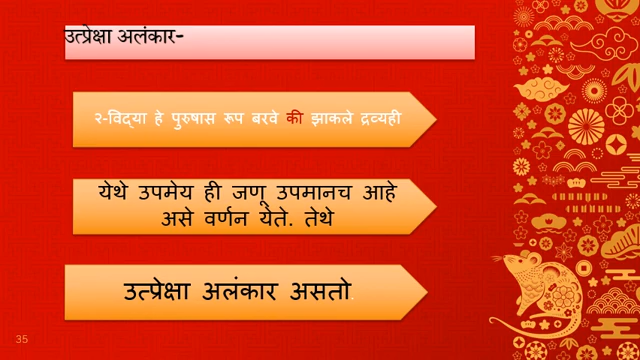 उत्प्रेक्षा अलंकार-
२-विद्‌या हे पुरुषास रूप बरवे की झाकले द्रव्यही
येथे उपमेय ही जणू उपमानच आहे
असे वर्णन येते. तेथे
उत्प्रेक्षा अलंकार असतो.
35